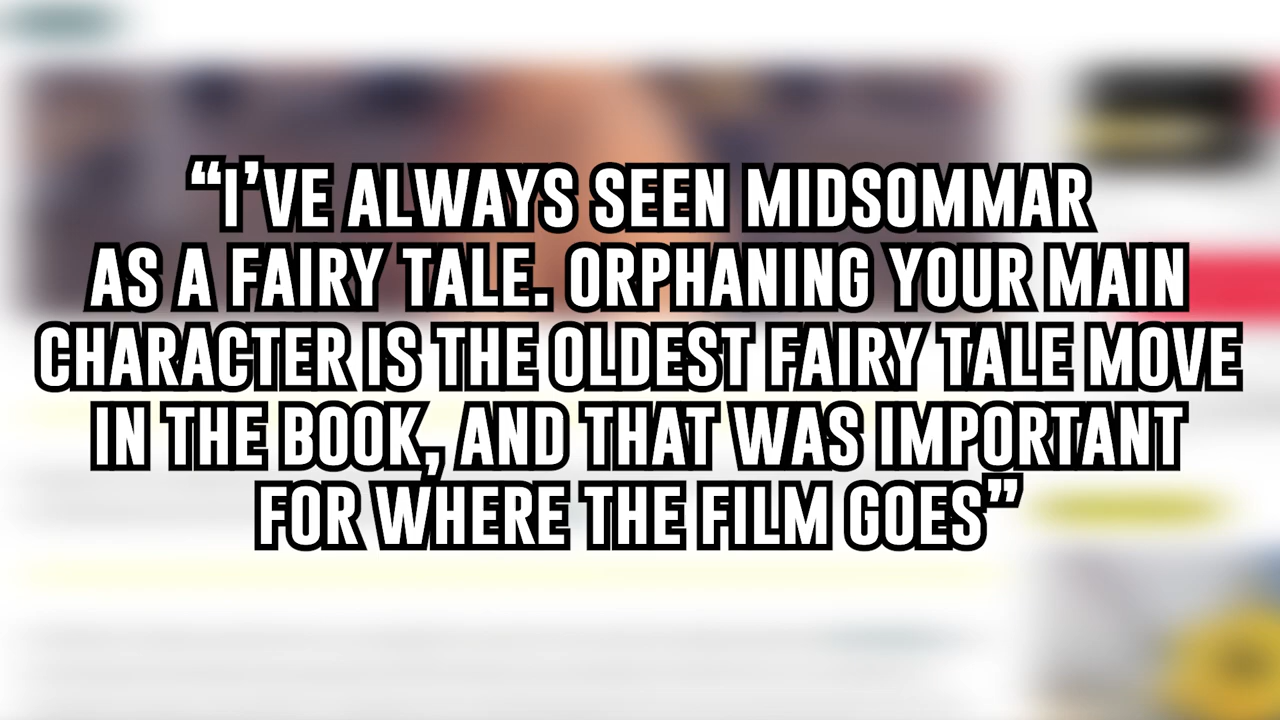 “I’VE ALWAYS SEEN MIDSOMMAR
AS A FAIRY TALE. ORPHANING YOUR MAIN
CHARACTER IS THE OLDEST FAIRY TALE MOVE
IN THE BOOK, AND THAT WAS IMPORTANT
FOR WHERE THE FILM GOES”